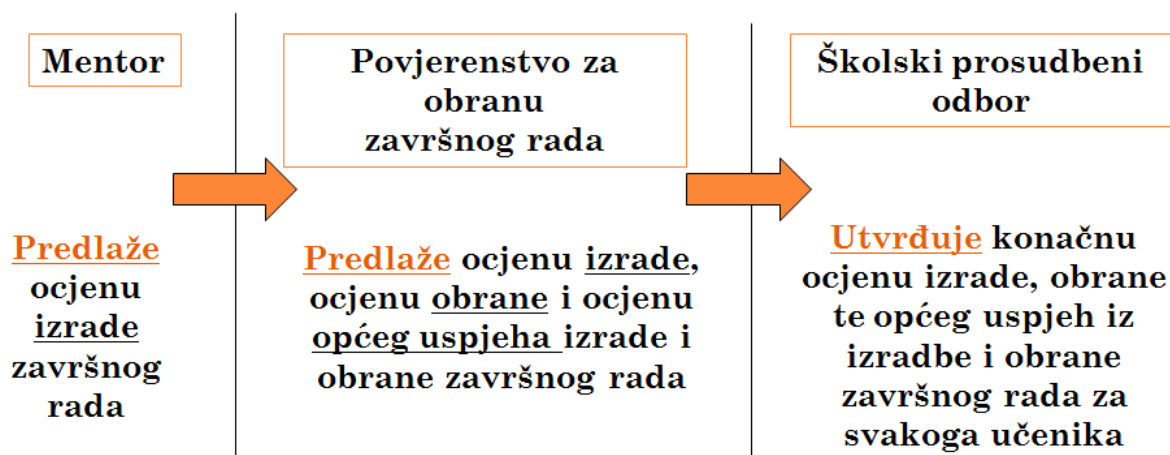 Mentor
Predlaže
ocjenu
izrade
završnog
rada
Povjerenstvo za
obranu
završnog rada
Predlaže ocjenu izrade,
ocjenu obrane i ocjenu
općeg uspjeha izrade i
obrane završnog rada
Školski prosudbeni
odbor
Utvrđuje konačnu
ocjenu izrade, obrane
te općeg uspjeh iz
izradbe i obrane
završnog rada za
svakoga učenika